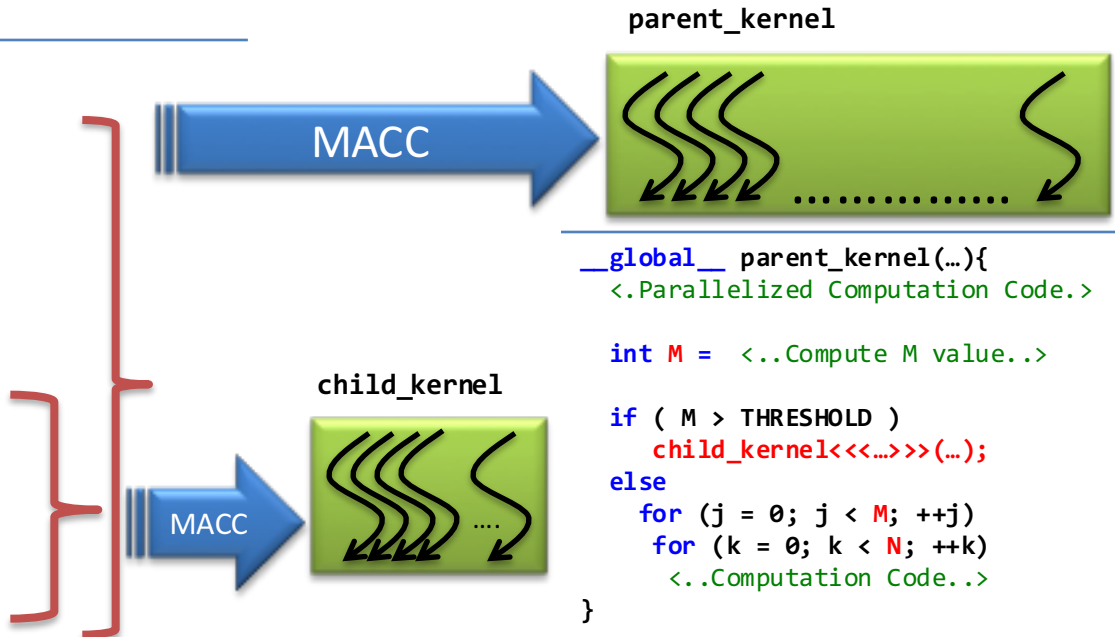 parent_kernel
MACC
………………
__global__ parent_kernel(…){
<.Parallelized Computation Code.>
int M =  <..Compute M value..>
if ( M > THRESHOLD )
child_kernel<<<…>>>(…);
else
for (j = 0; j < M; ++j)
for (k = 0; k < N; ++k)
<..Computation Code..>
}
child_kernel
MACC
….